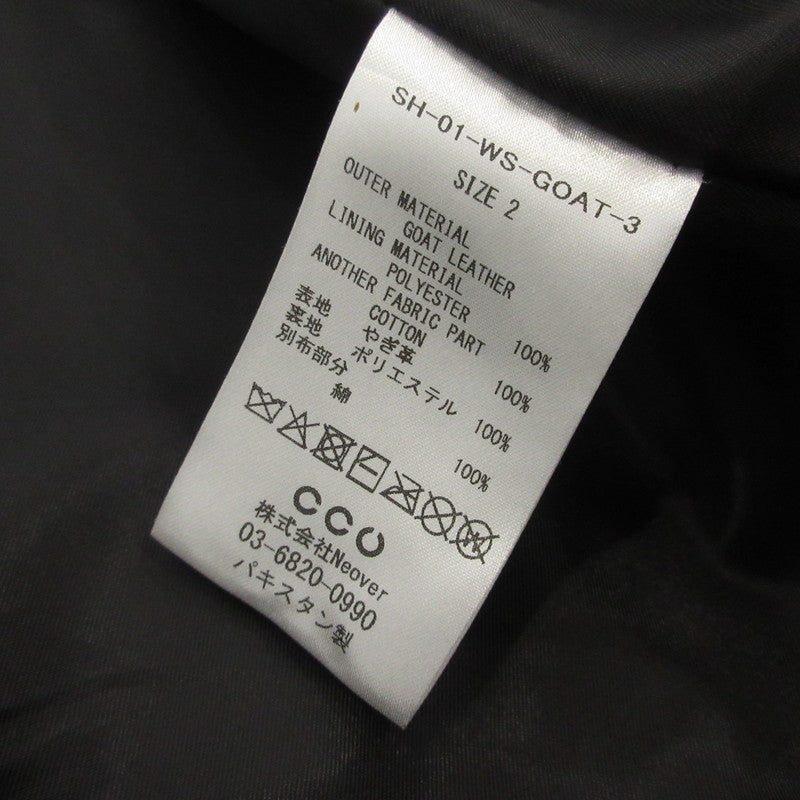 SH-01-WS-GOAT-3
SIZE 2
OUTER MATERIAL
GOAT LEATHER 100%
LINING MATERIAL
POLYESTER 100%
ANOTHER FABRIC PART
COTTON 100%
表地 やぎ革 100%
裏地 ポリエステル 100%
別布部分
綿 100%
CCU
株式会社Neover
03-6820-0990
パキスタン製